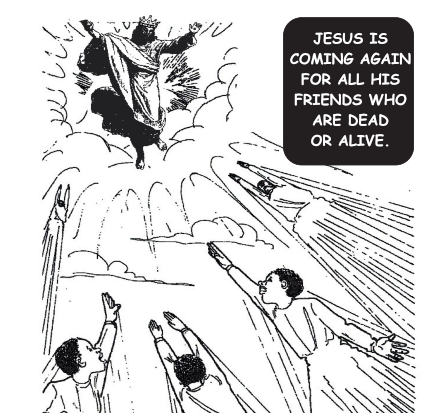 JESUS IS
COMING AGAIN
FOR ALL HIS
FRIENDS WHO
ARE DEAD
OR ALIVE.